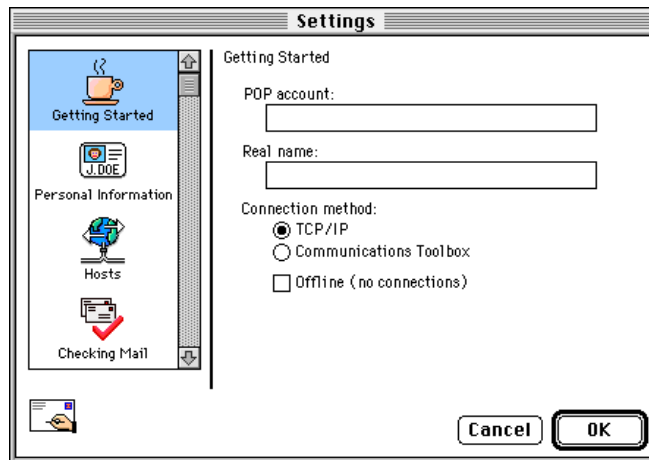 Settings
Getting Started
J.DOE
Personal Information
Hosts
Checking Mail
Getting Started
POP account:
Real name:
Connection method:
TCP/IP
Communications Toolbox
Offline (no connections)
Cancel
OK